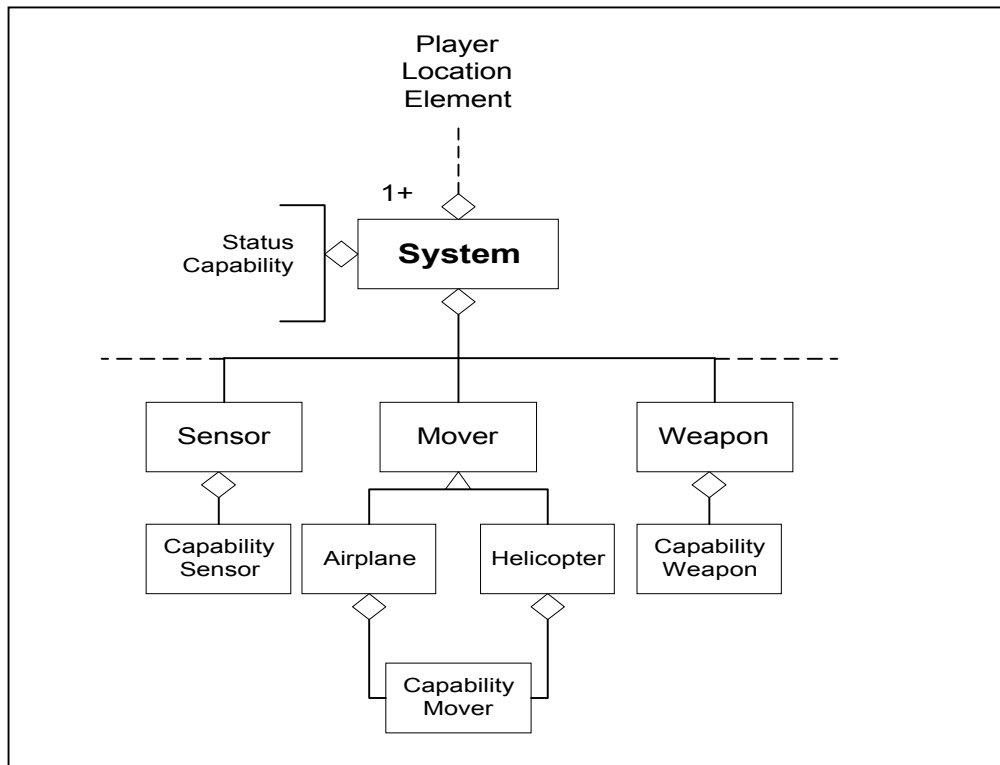 Player
Location
Element
1+
Status
Capability
System
Sensor
Mover
Weapon
Capability
Sensor
Airplane
Helicopter
Capability
Weapon
Capability
Mover